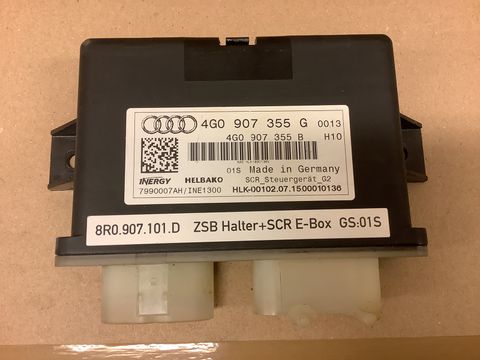 4G0 907 355 G 0013
4G0 907 355 B H10
01S Made in Germany
INERGY HELBAKO SCR_Steuergerät_G2
7990007AH/INE1300 HLK-00102.07.1500010136
8R0.907.101.D ZSB Halter+SCR E-Box GS:01S